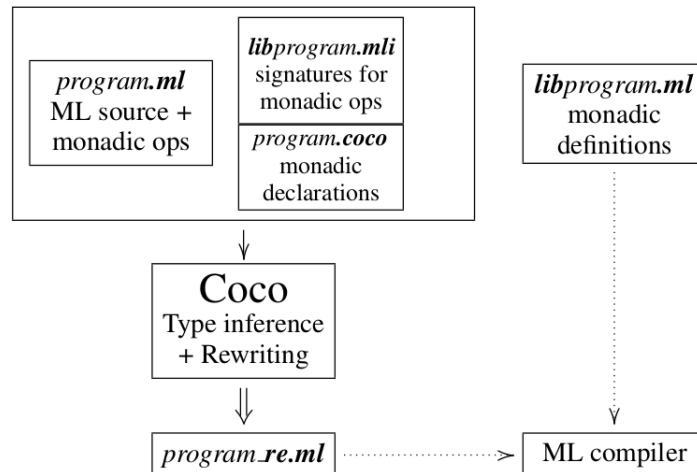 program.ml
ML source +
monadic ops
libprogram.mli
signatures for
monadic ops
program.coco
monadic
declarations
libprogram.ml
monadic
definitions
Coco
Type inference
+ Rewriting
program_re.ml
ML compiler